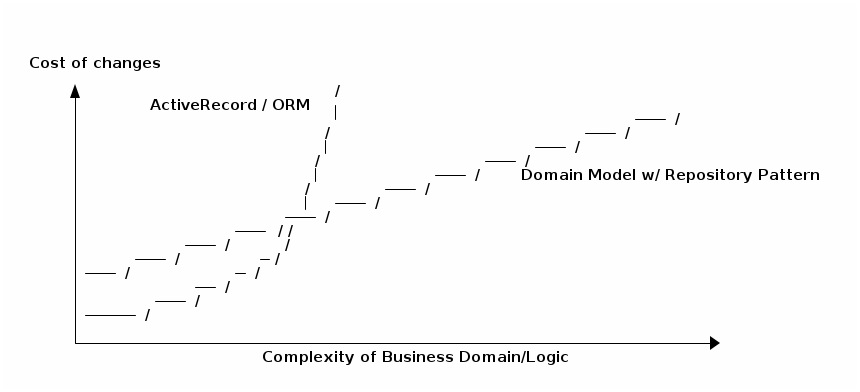 Cost of changes
ActiveRecord / ORM
Domain Model w/ Repository Pattern
Complexity of Business Domain/Logic